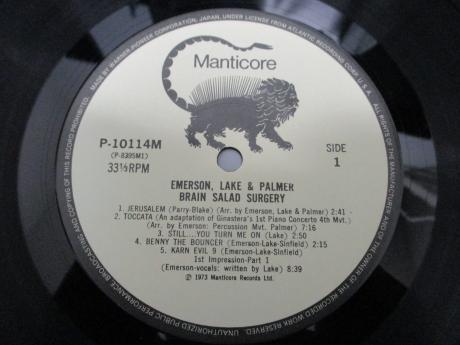 MADE BY WARNER-PIONEER CORPORATION, JAPAN, UNDER LICENSE FROM ATLANTIC RECORDING CORP., U.S.A.
Manticore
P-10114M
(P-8395M1)
33⅓RPM
SIDE
1
EMERSON, LAKE & PALMER
BRAIN SALAD SURGERY
1. JERUSALEM (Parry-Blake) (Arr. by Emerson, Lake & Palmer) 2:41
2. TOCCATA (An adaptation of Ginastera's 1st Piano Concerto 4th Mvt.)
(Arr. by Emerson: Percussion Mvt. Palmer) 7:16
3. STILL....YOU TURN ME ON (Lake) 2:53
4. BENNY THE BOUNCER (Emerson-Lake-Sinfield) 2:15
5. KARN EVIL 9 (Emerson-Lake-Sinfield)
1st Impression-Part 1
(Emerson-vocals: written by Lake) 8:39
℗ 1973 Manticore Records Ltd.
ALL RIGHTS OF THE MANUFACTURER AND OF THE OWNER OF THE RECORDED WORK RESERVED. UNAUTHORIZED PUBLIC PERFORMANCE, BROADCASTING AND COPYING OF THIS RECORD PROHIBITED.